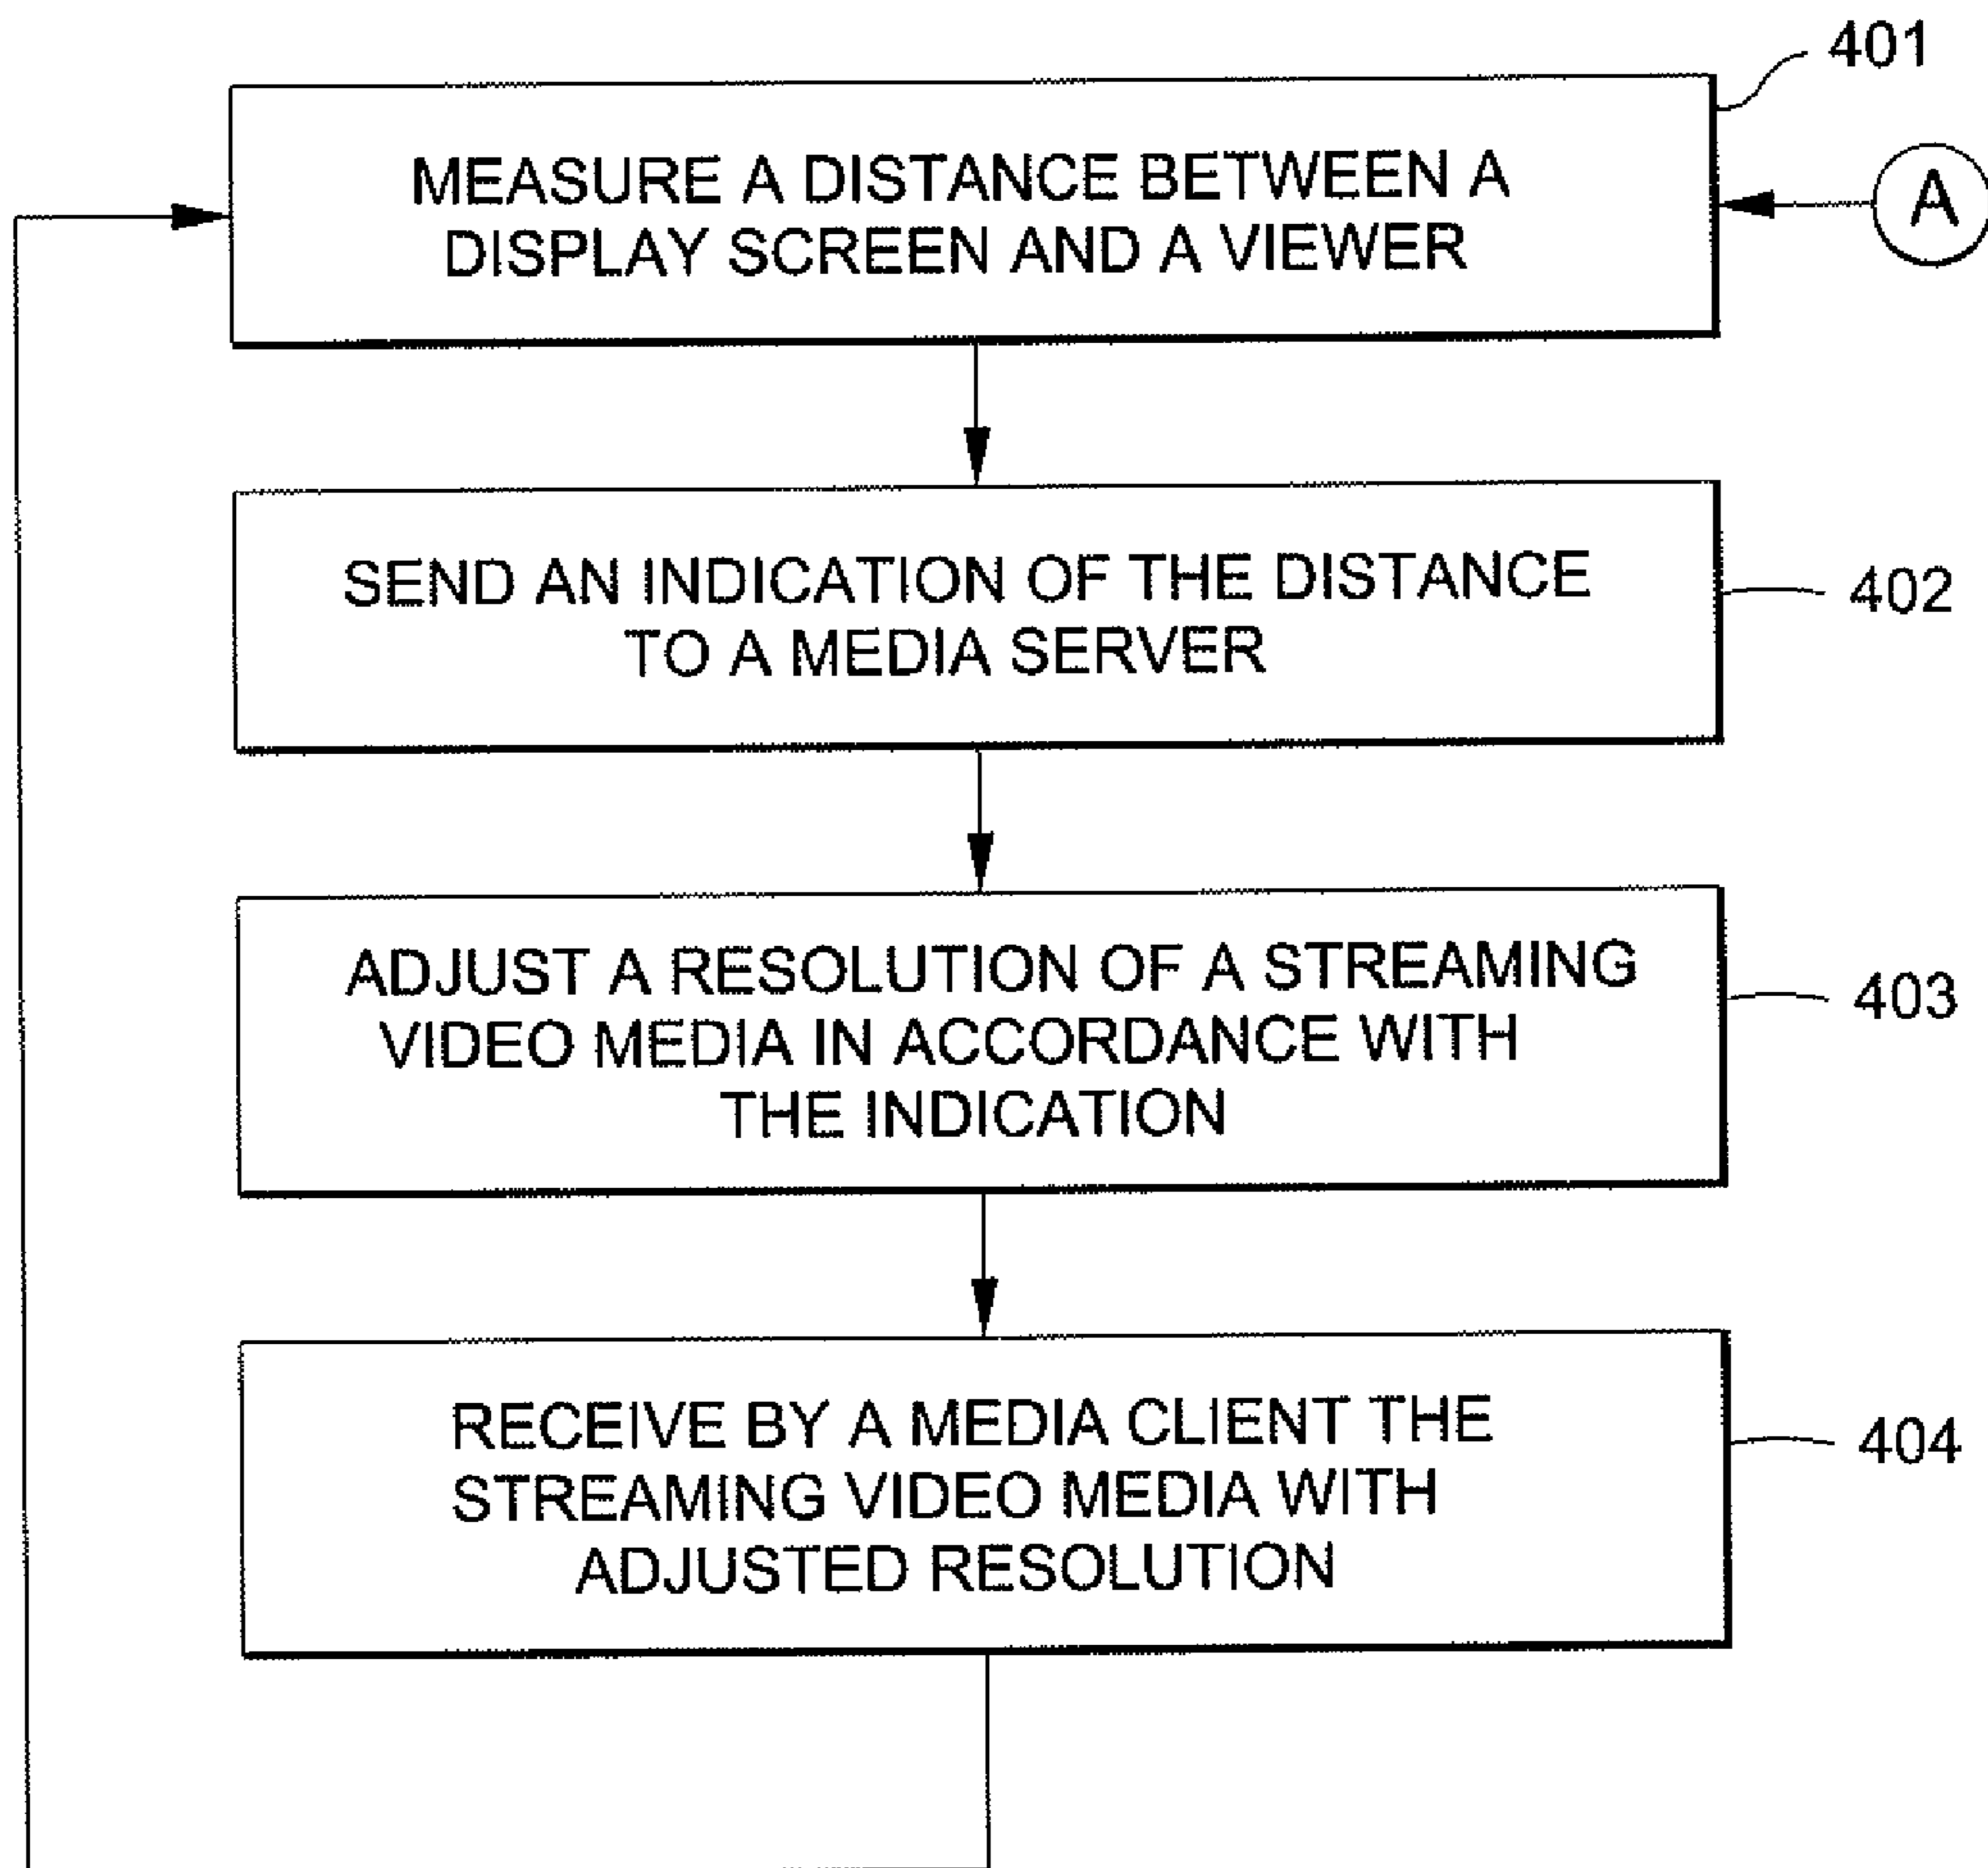 401
MEASURE A DISTANCE BETWEEN A
DISPLAY SCREEN AND A VIEWER
A
SEND AN INDICATION OF THE DISTANCE
TO A MEDIA SERVER
402
ADJUST A RESOLUTION OF A STREAMING
VIDEO MEDIA IN ACCORDANCE WITH
THE INDICATION
403
RECEIVE BY A MEDIA CLIENT THE
STREAMING VIDEO MEDIA WITH
ADJUSTED RESOLUTION
404